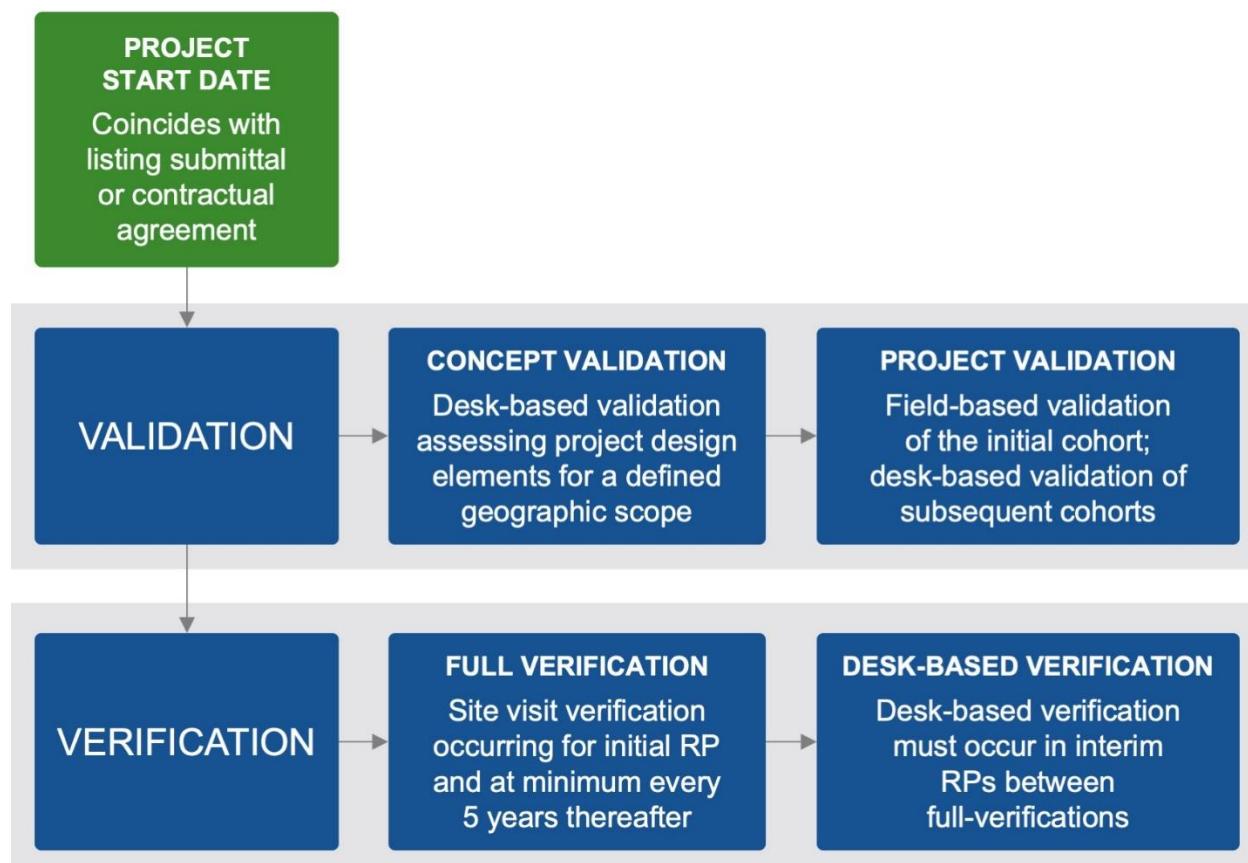 PROJECT
START DATE
Coincides with
listing submittal
or contractual
agreement
VALIDATION
CONCEPT VALIDATION
Desk-based validation
assessing project design
elements for a defined
geographic scope
PROJECT VALIDATION
Field-based validation
of the initial cohort;
desk-based validation of
subsequent cohorts
VERIFICATION
FULL VERIFICATION
Site visit verification
occurring for initial RP
and at minimum every
5 years thereafter
DESK-BASED VERIFICATION
Desk-based verification
must occur in interim
RPs between
full-verifications